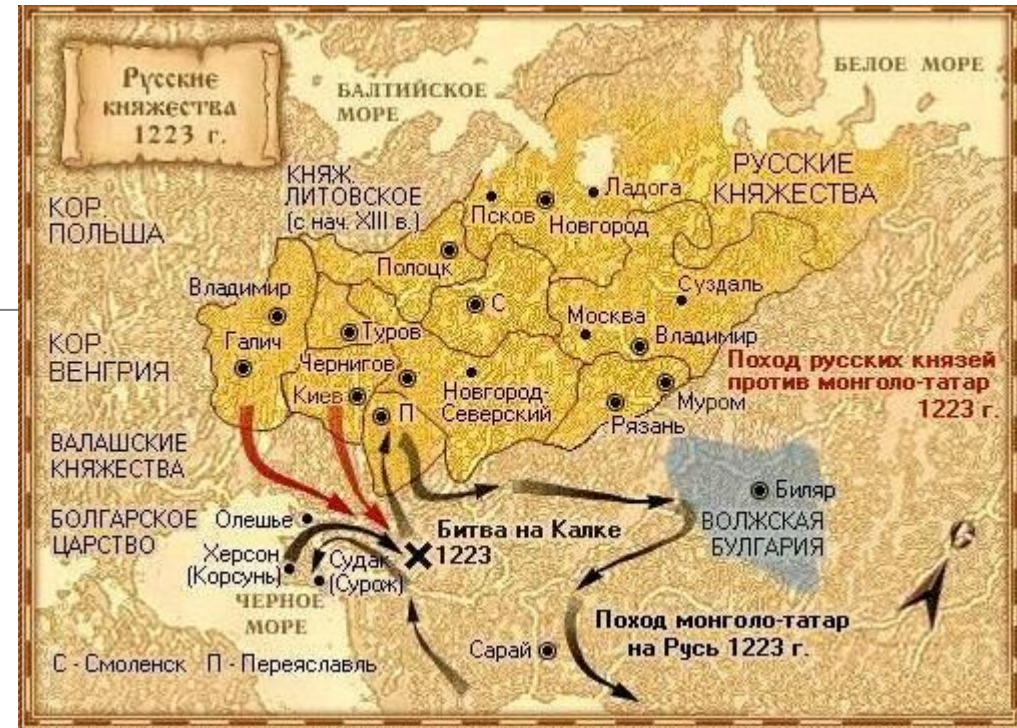 Русские
княжества
1223 г.
БАЛТИЙСКОЕ
МОРЕ
БЕЛОЕ МОРЕ
КНЯЖ.
ЛИТОВСКОЕ
(с нач. XIII в.)
РУССКИЕ
КНЯЖЕСТВА
КОР.
ПОЛЬША
Ладога
Псков
Новгород
Полоцк
Суздаль
Владимир
С
Москва
Туров
Владимир
КОР.
ВЕНГРИЯ
Галич
Чернигов
Поход русских князей
против монголо-татар
1223 г.
Киев
П
Новгород-
Северский
Муром
Рязань
ВАЛАШСКИЕ
КНЯЖЕСТВА
Биляр
БОЛГАРСКОЕ
ЦАРСТВО
Олешье
Битва на Калке
1223
ВОЛЖСКАЯ
БУЛГАРИЯ
Херсон
(Корсунь)
Судак
(Сурож)
С
ЧЕРНОЕ
МОРЕ
Поход монголо-татар
на Русь 1223 г.
Сарай
С - Смоленск П - Переяславль